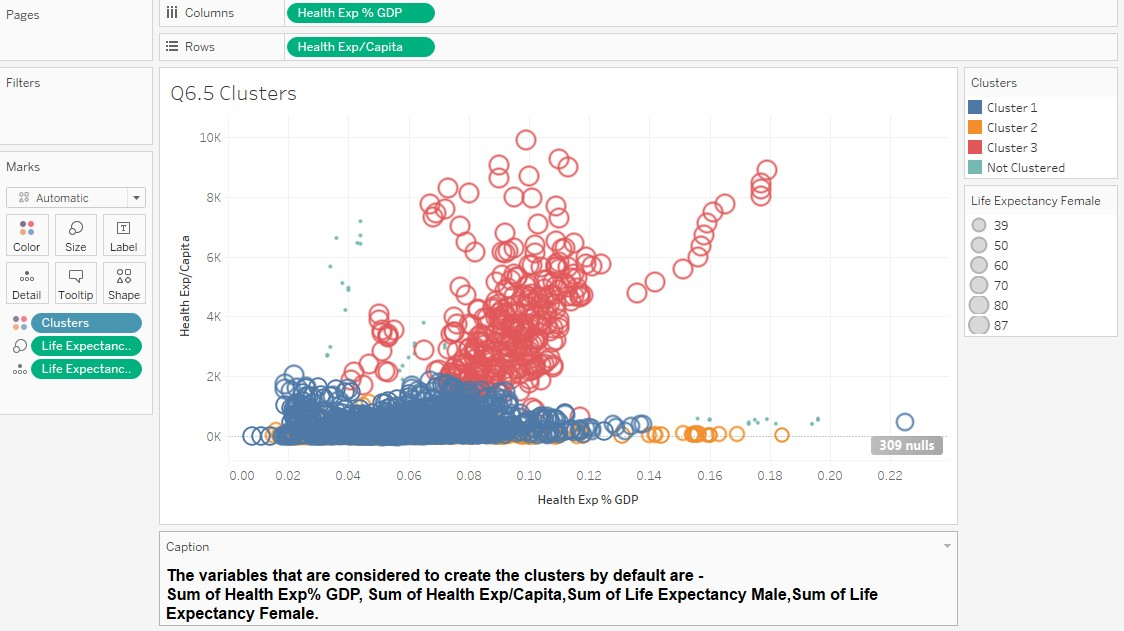 Pages
Columns
Health Exp % GDP
Rows
Health Exp/Capita
Filters
Marks
Automatic
Color
Size
Label
Detail
Tooltip
Shape
Clusters
Life Expectanc..
Life Expectanc..
Q6.5 Clusters
Health Exp/Capita
10K
8K
6K
4K
2K
0K
309 nulls
0.00 0.02 0.04 0.06 0.08 0.10 0.12 0.14 0.16 0.18 0.20 0.22
Health Exp % GDP
Clusters
Cluster 1
Cluster 2
Cluster 3
Not Clustered
Life Expectancy Female
39
50
60
70
80
87
Caption
The variables that are considered to create the clusters by default are -
Sum of Health Exp% GDP, Sum of Health Exp/Capita,Sum of Life Expectancy Male,Sum of Life
Expectancy Female.